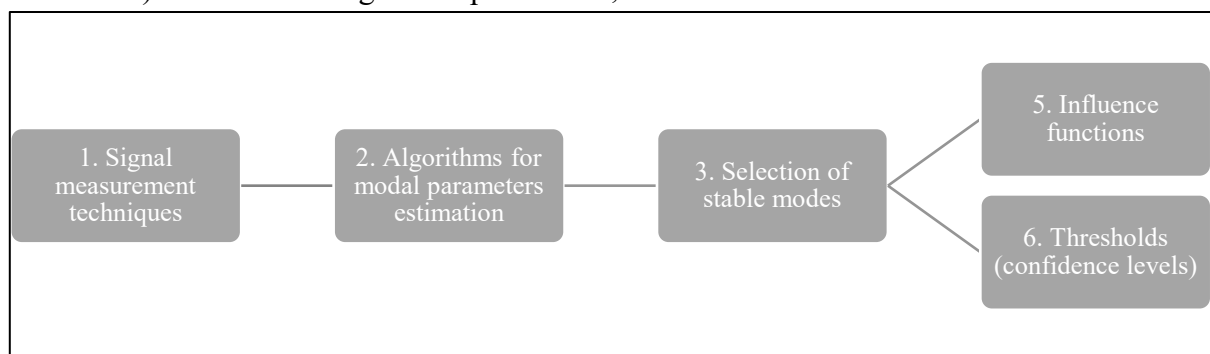 1. Signal
measurement
techniques
2. Algorithms for
modal parameters
estimation
3. Selection of
stable modes
5. Influence
functions
6. Thresholds
(confidence levels)